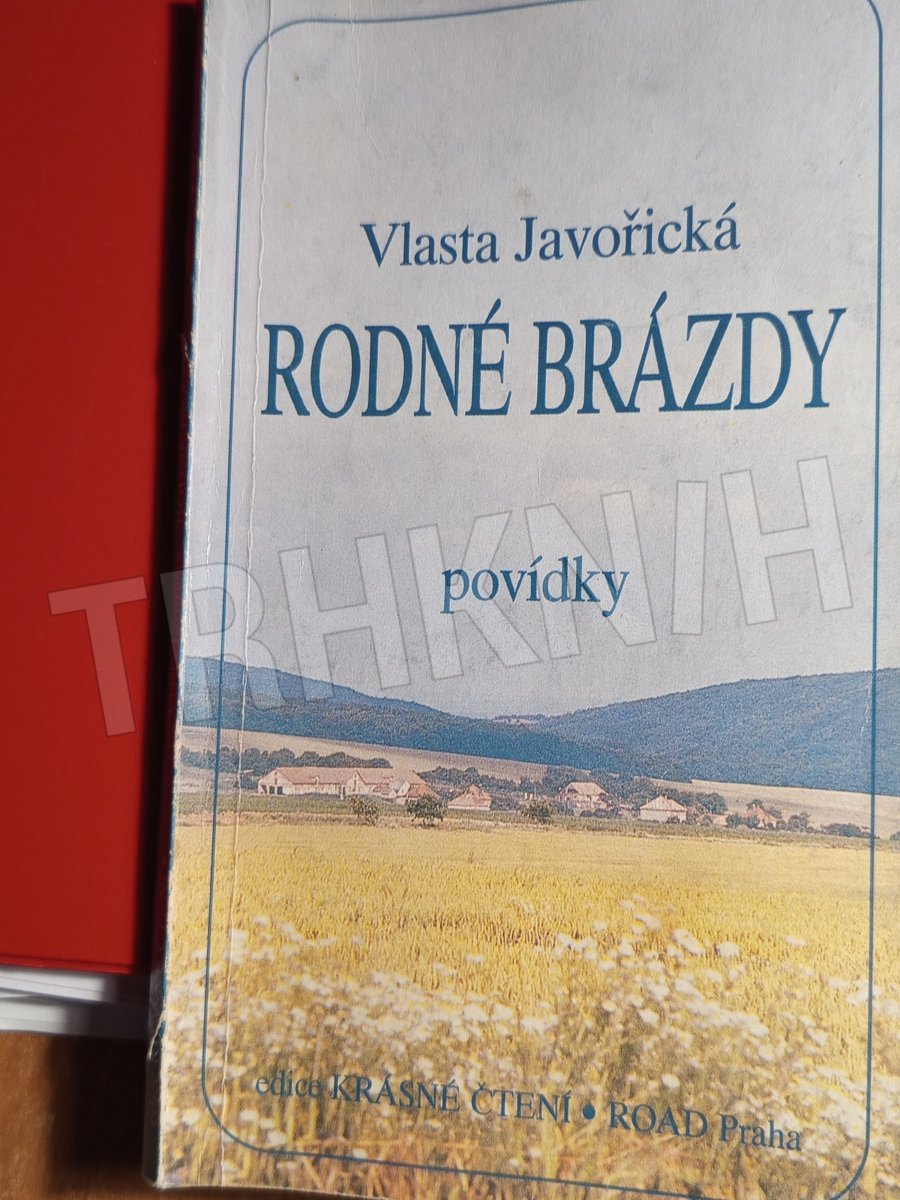 Vlasta Javořická
RODNÉ BRÁZDY
TRHKNIH
povídky
edice KRÁSNÉ ČTENÍ • ROAD Praha